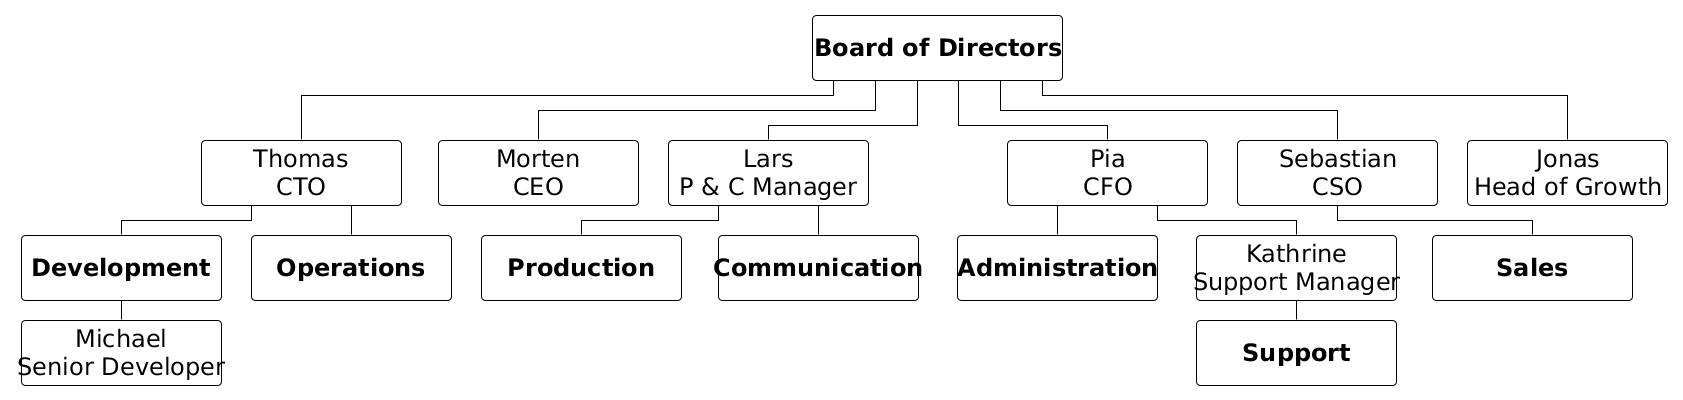 Board of Directors
Thomas
CTO
Morten
CEO
Lars
P & C Manager
Pia
CFO
Sebastian
CSO
Jonas
Head of Growth
Development
Operations
Production
Communication
Administration
Kathrine
Support Manager
Sales
Michael
Senior Developer
Support